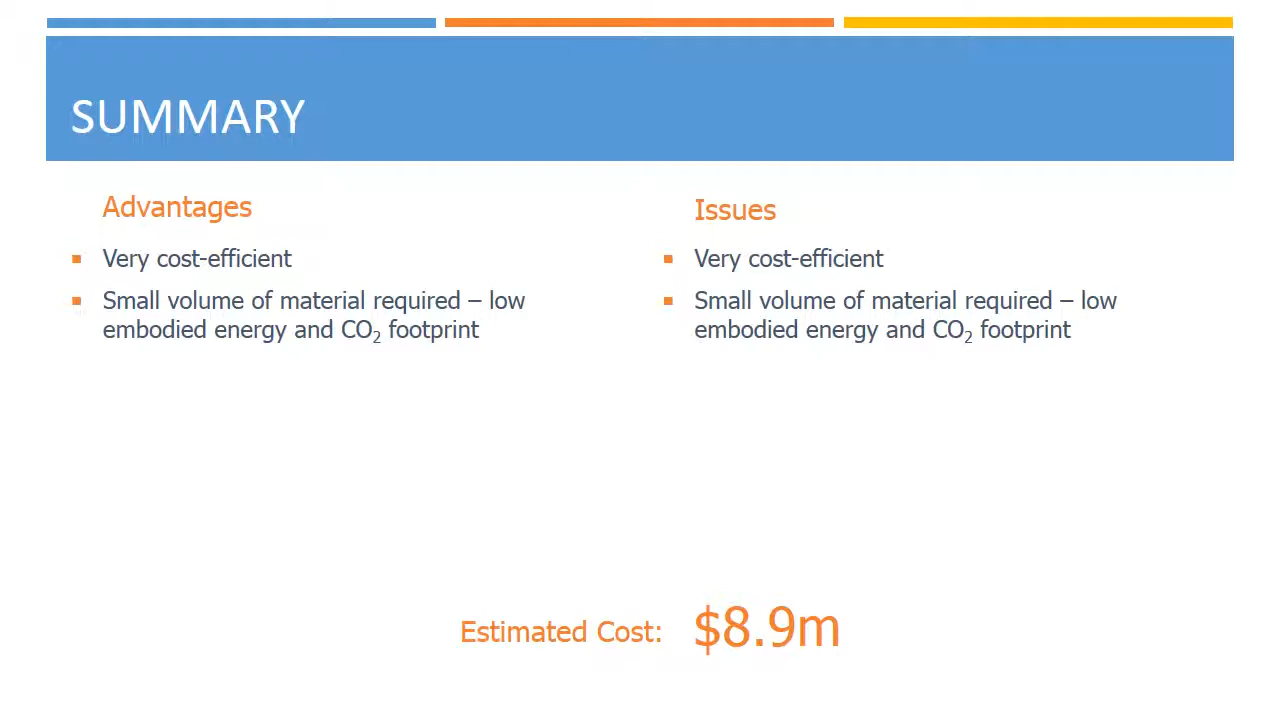 SUMMARY
Advantages
▪ Very cost-efficient
▪ Small volume of material required – low
embodied energy and CO₂ footprint
Issues
▪ Very cost-efficient
▪ Small volume of material required – low
embodied energy and CO₂ footprint
Estimated Cost: $8.9m